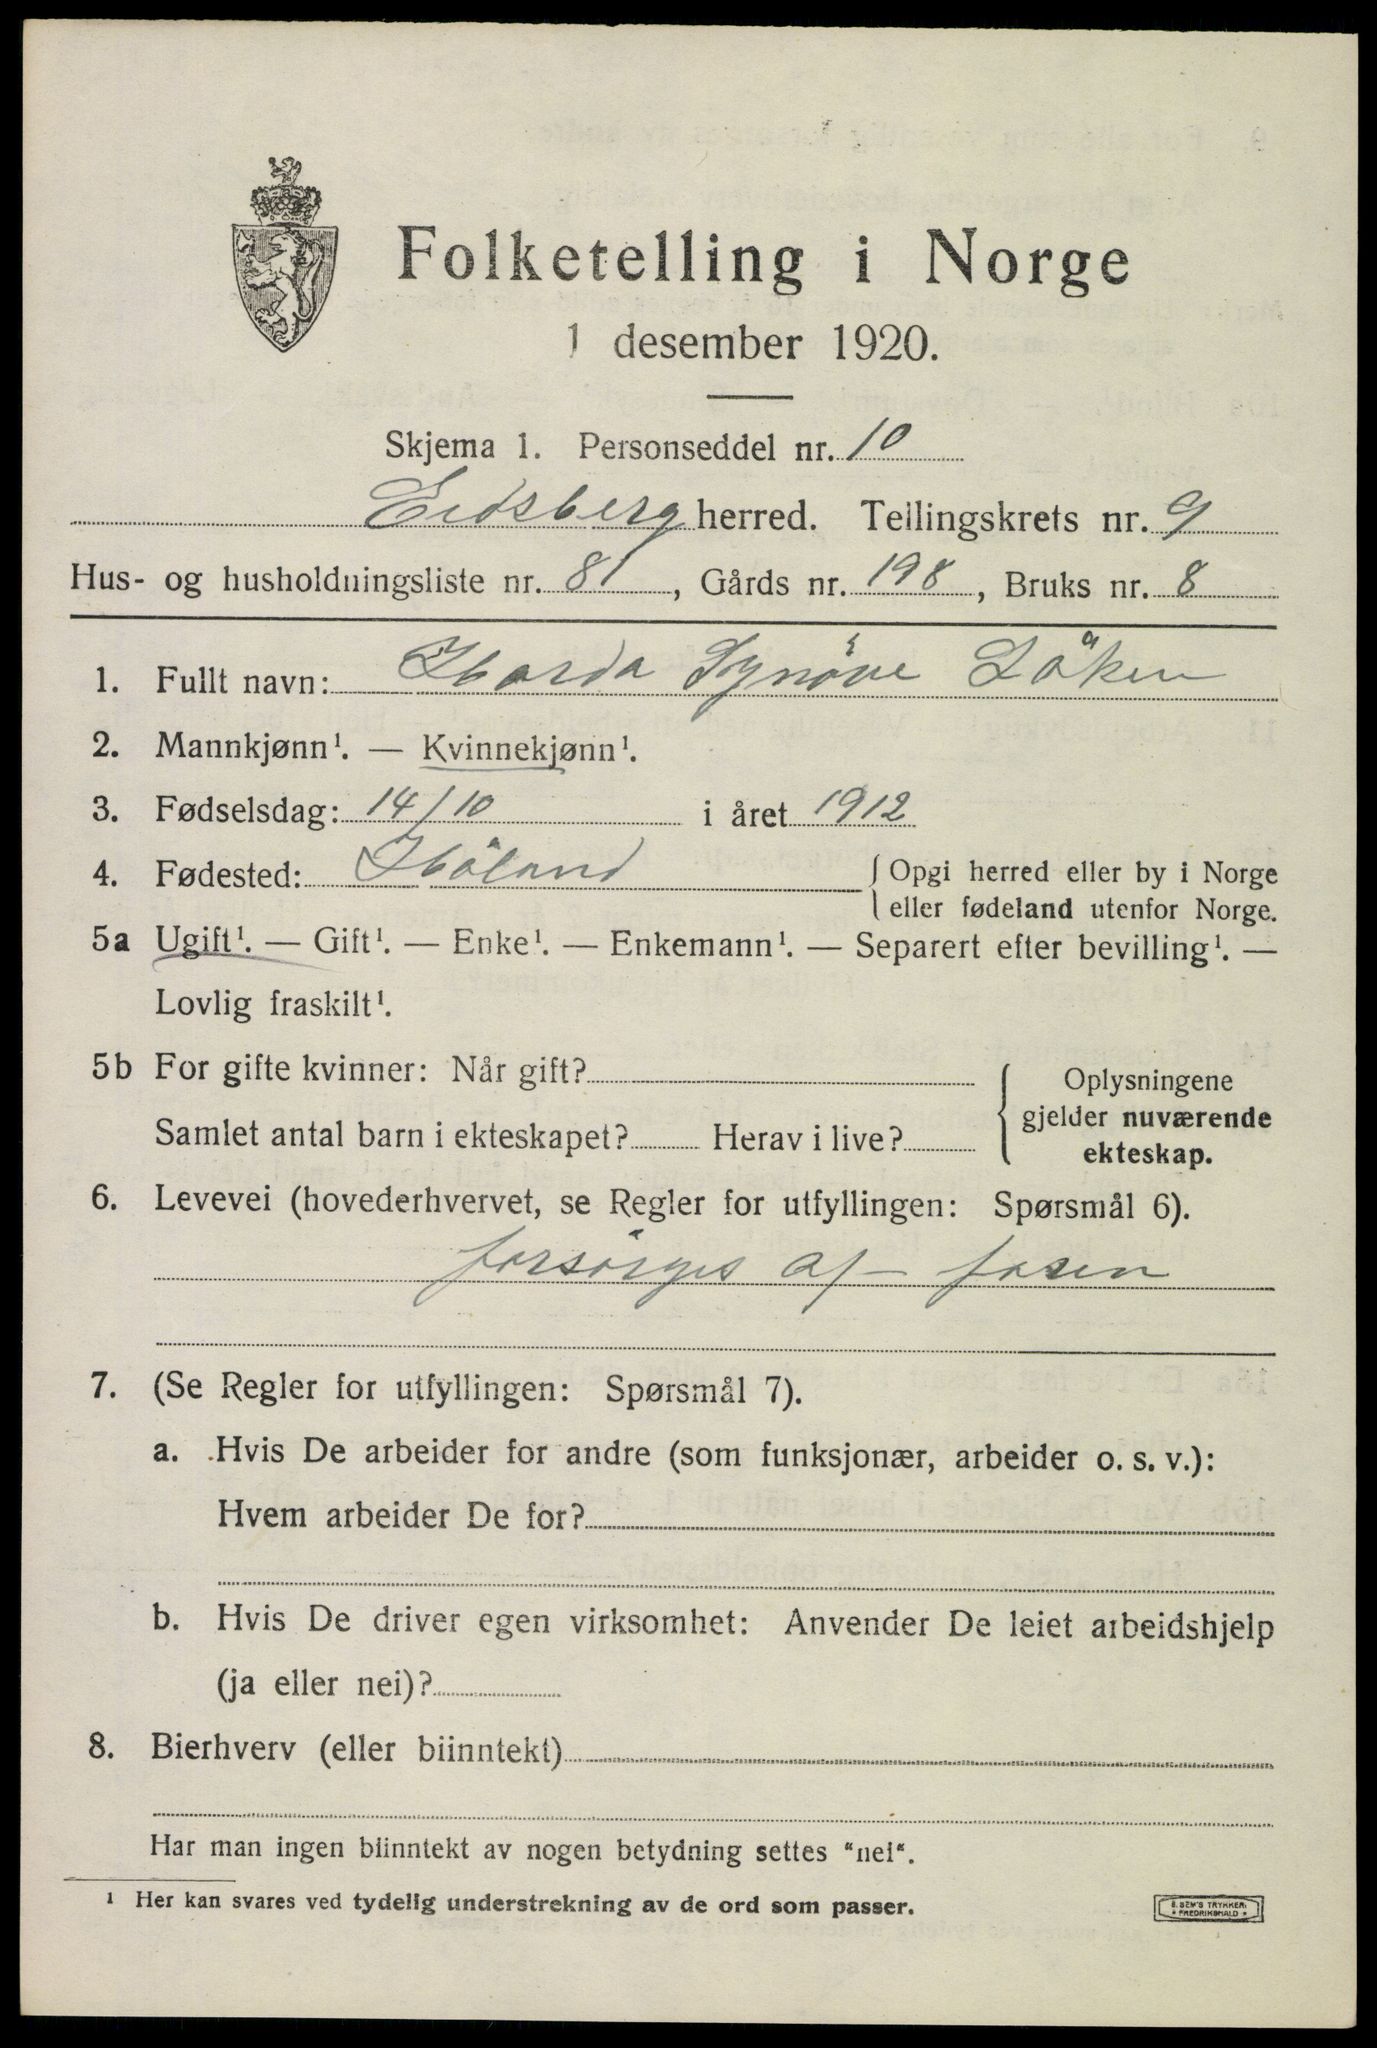 Folketelling i Norge
1 desember 1920.
Skjema 1. Personseddel nr. 10
Eidsberg herred. Tellingskrets nr. 9
Hus- og husholdningsliste nr. 81, Gårds nr. 198, Bruks nr. 8
1. Fullt navn: Harda Synöve Löken
2. Mannkjønn¹. — Kvinnekjønn¹.
3. Fødselsdag: 14/10 i året 1912
4. Fødested: Höland { Opgi herred eller by i Norge
eller fødeland utenfor Norge.
5a Ugift¹. — Gift¹. — Enke¹. — Enkemann¹. — Separert efter bevilling¹. —
Lovlig fraskilt¹.
5b For gifte kvinner: Når gift?
Samlet antal barn i ekteskapet? Herav i live?
Oplysningene
gjelder nuværende
ekteskap.
6. Levevei (hovederhvervet, se Regler for utfyllingen: Spørsmål 6).
forsörges af
7. (Se Regler for utfyllingen: Spørsmål 7).
a. Hvis De arbeider for andre (som funksjonær, arbeider o. s. v.):
Hvem arbeider De for?
b. Hvis De driver egen virksomhet: Anvender De leiet arbeidshjelp
(ja eller nei)?
8. Bierhverv (eller biinntekt)
Har man ingen biinntekt av nogen betydning settes "nei".
¹ Her kan svares ved tydelig understrekning av de ord som passer.
E. SEM'S TRYKKERI
* FREDRIKSHALD *